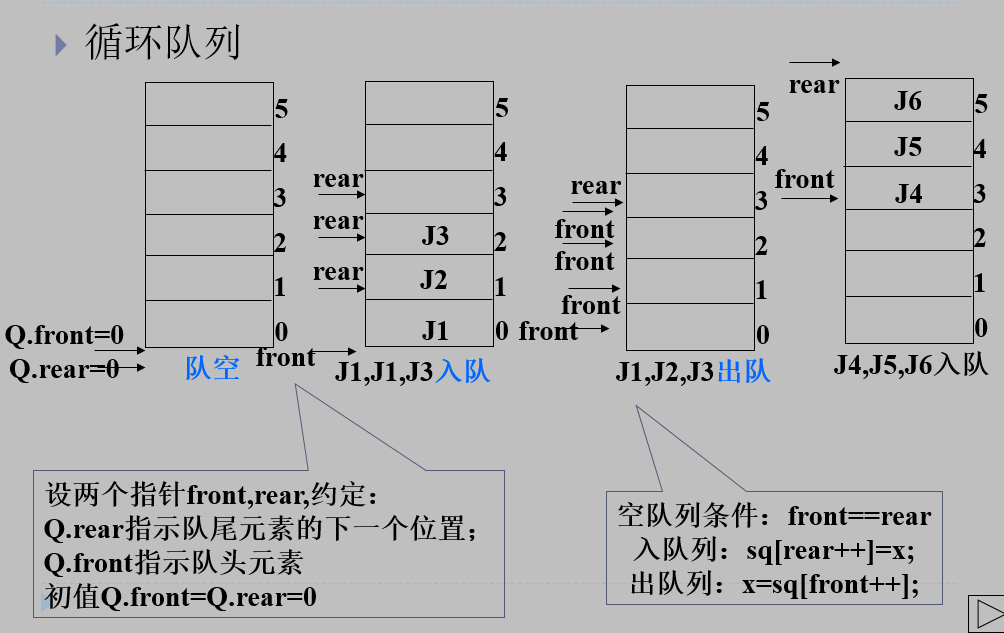 循环队列
5
4
3
2
1
0
Q.front=0
Q.rear=0
队空
5
4
3
2
1
0
rear
rear
rear
J3
J2
J1
front
J1,J1,J3入队
5
4
3
2
1
0
rear
front
front
front
front
J1,J2,J3出队
rear
front
J6
J5
J4
5
4
3
2
1
0
J4,J5,J6入队
设两个指针front,rear,约定：
Q.rear指示队尾元素的下一个位置；
Q.front指示队头元素
初值Q.front=Q.rear=0
空队列条件：front==rear
入队列：sq[rear++]=x;
出队列：x=sq[front++];